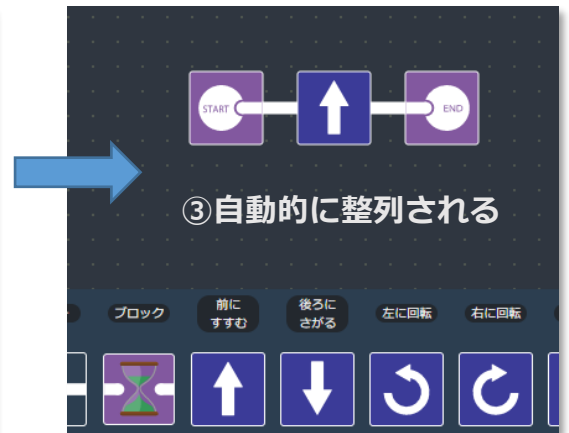 START
END
③自動的に整列される
ブロック
前に
すすむ
後ろに
さがる
左に回転
右に回転